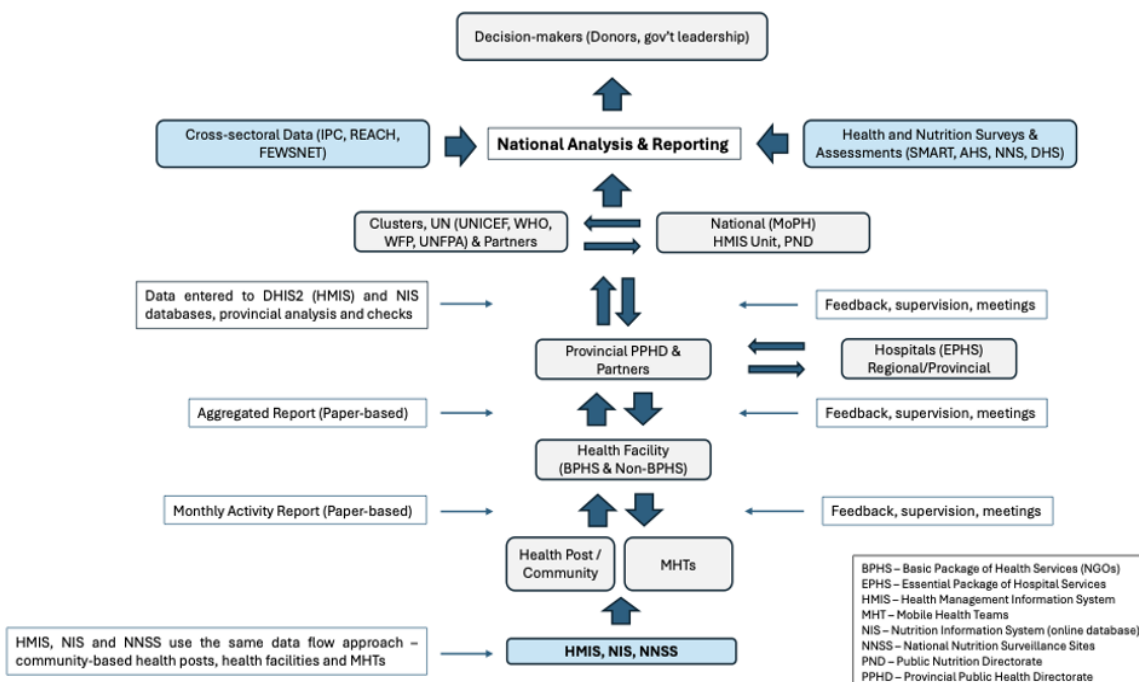 Decision-makers (Donors, gov't leadership)
Cross-sectoral Data (IPC, REACH,
FEWSNET)
National Analysis & Reporting
Health and Nutrition Surveys &
Assessments (SMART, AHS, NNS, DHS)
Clusters, UN (UNICEF, WHO,
WFP, UNFPA) & Partners
National (MoPH)
HMIS Unit, PND
Data entered to DHIS2 (HMIS) and NIS
databases, provincial analysis and checks
Feedback, supervision, meetings
Provincial PPHD &
Partners
Hospitals (EPHS)
Regional/Provincial
Aggregated Report (Paper-based)
Feedback, supervision, meetings
Health Facility
(BPHS & Non-BPHS)
Monthly Activity Report (Paper-based)
Feedback, supervision, meetings
Health Post /
Community
MHTs
HMIS, NIS and NNSS use the same data flow approach –
community-based health posts, health facilities and MHTs
HMIS, NIS, NNSS
BPHS – Basic Package of Health Services (NGOs)
EPHS – Essential Package of Hospital Services
HMIS – Health Management Information System
MHT – Mobile Health Teams
NIS – Nutrition Information System (online database)
NNSS – National Nutrition Surveillance Sites
PND – Public Nutrition Directorate
PPHD – Provincial Public Health Directorate